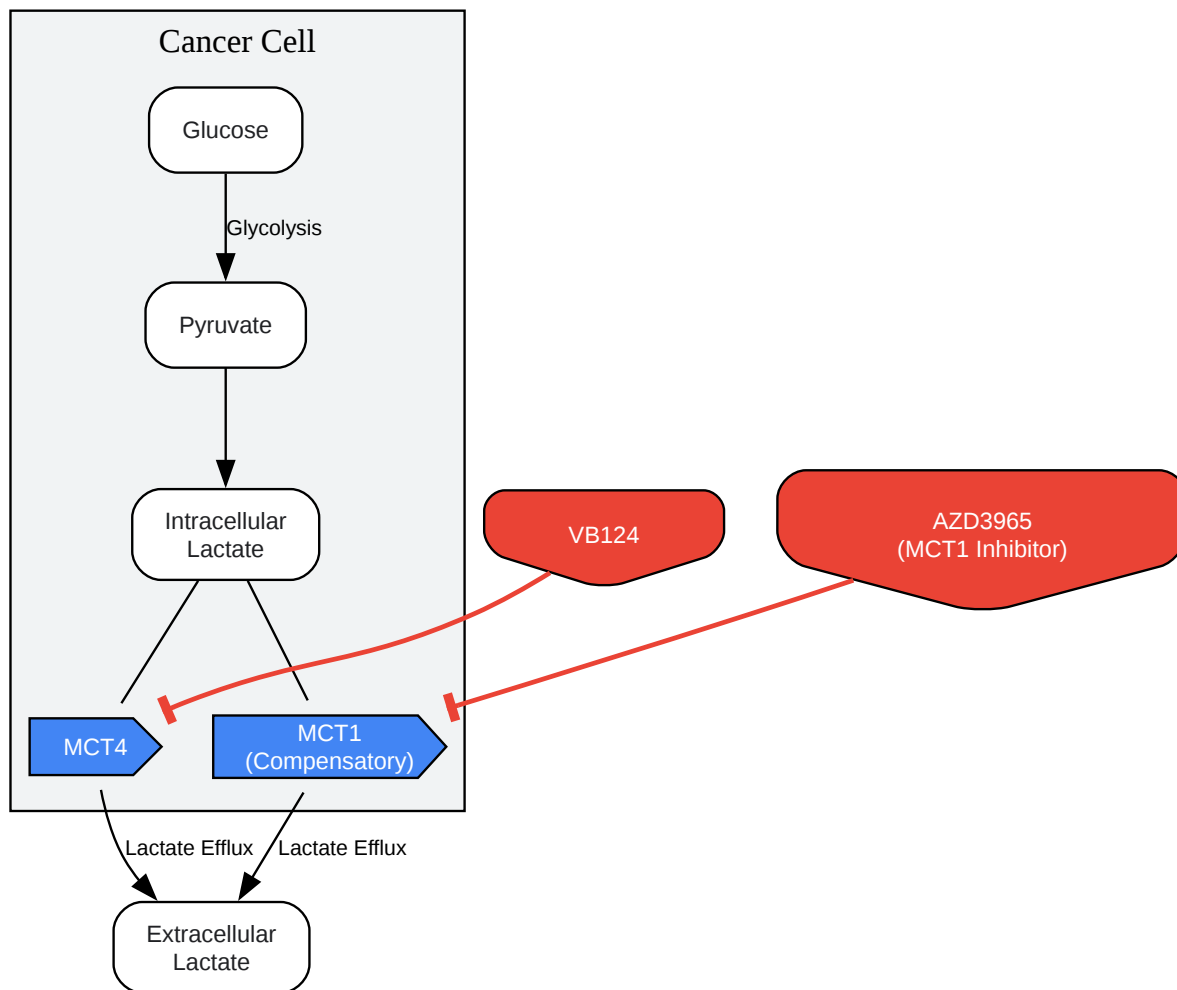 Cancer Cell
Glucose
Glycolysis
Pyruvate
Intracellular
Lactate
VB124
AZD3965
(MCT1 Inhibitor)
MCT4
MCT1
(Compensatory)
Lactate Efflux
Lactate Efflux
Extracellular
Lactate